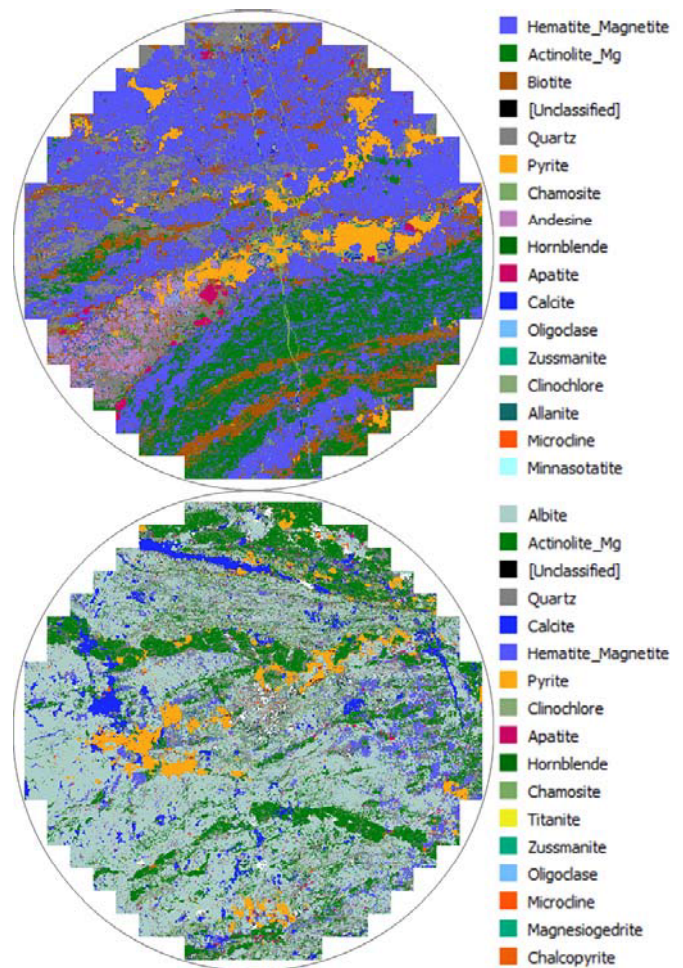 Hematite_Magnetite
Actinolite_Mg
Biotite
[Unclassified]
Quartz
Pyrite
Chamosite
Andesine
Hornblende
Apatite
Calcite
Oligoclase
Zussmanite
Clinochlore
Allanite
Microcline
Minnasotatite
Albite
Actinolite_Mg
[Unclassified]
Quartz
Calcite
Hematite_Magnetite
Pyrite
Clinochlore
Apatite
Hornblende
Chamosite
Titanite
Zussmanite
Oligoclase
Microcline
Magnesiogedrite
Chalcopyrite